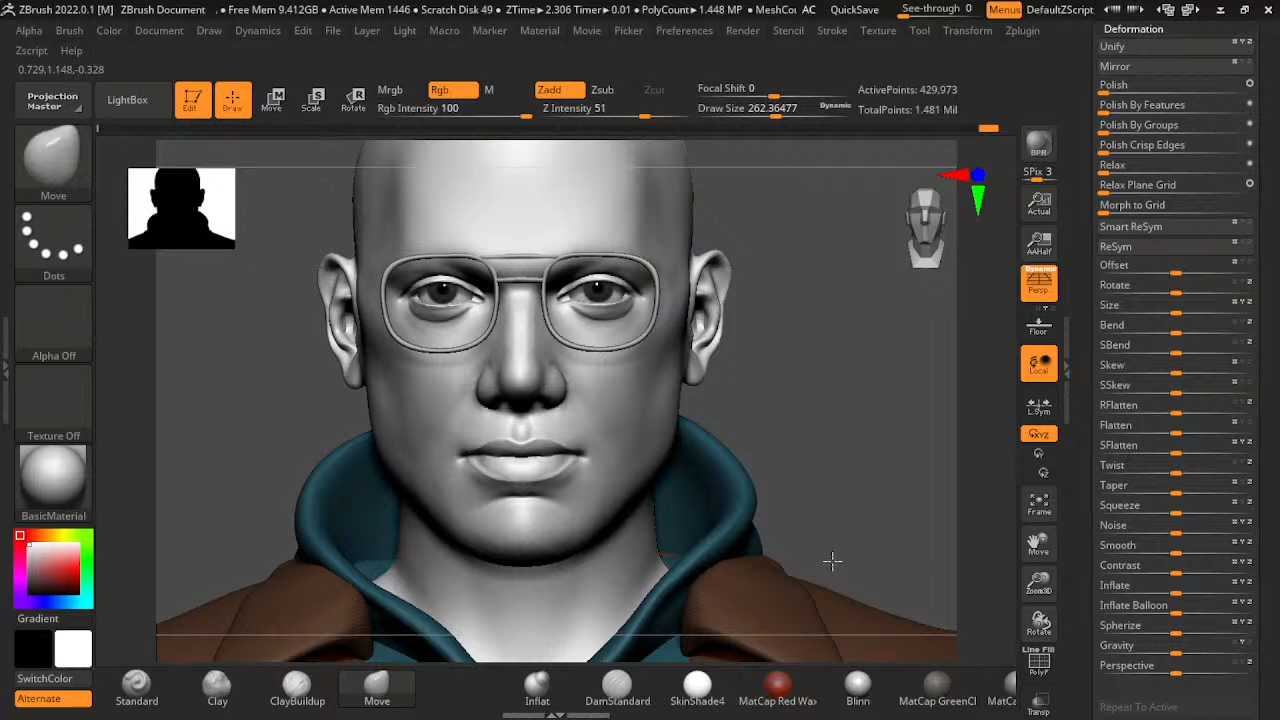 ZBrush 2022.0.1 [M] ZBrush Document . ● Free Mem 9.412GB ● Active Mem 1446 ● Scratch Disk 49 ● ZTime▸2.306 Timer▸0.01 ● PolyCount▸1.448 MP ● MeshCou AC QuickSave See-through 0 Menus DefaultZScript
Alpha Brush Color Document Draw Dynamics Edit File Layer Light Macro Marker Material Movie Picker Preferences Render Stencil Stroke Texture Tool Transform Zplugin
Zscript Help
0.729,1.148,-0.328
Projection Master
LightBox
Edit
Draw
Move
Scale
Rotate
Mrgb Rgb M
Rgb Intensity 100
Zadd Zsub Zcut
Z Intensity 51
Focal Shift 0
Draw Size 262.36477 Dynamic
ActivePoints: 429,973
TotalPoints: 1.481 Mil
Move
Dots
Alpha Off
Texture Off
BasicMaterial
Gradient
SwitchColor
Alternate
BPR
SPix 3
Actual
AAHalf
Dynamic
Persp
Floor
Local
L.Sym
XYZ
Frame
Move
Zoom3D
Rotate
Line Fill
PolyF
Transp
Deformation
Unify
Mirror
Polish
Polish By Features
Polish By Groups
Polish Crisp Edges
Relax
Relax Plane Grid
Morph to Grid
Smart ReSym
ReSym
Offset
Rotate
Size
Bend
SBend
Skew
SSkew
RFlatten
Flatten
SFlatten
Twist
Taper
Squeeze
Noise
Smooth
Contrast
Inflate
Inflate Balloon
Spherize
Gravity
Perspective
Repeat To Active
Standard Clay ClayBuildup Move Inflat DamStandard SkinShade4 MatCap Red Wax Blinn MatCap GreenCl MatCa